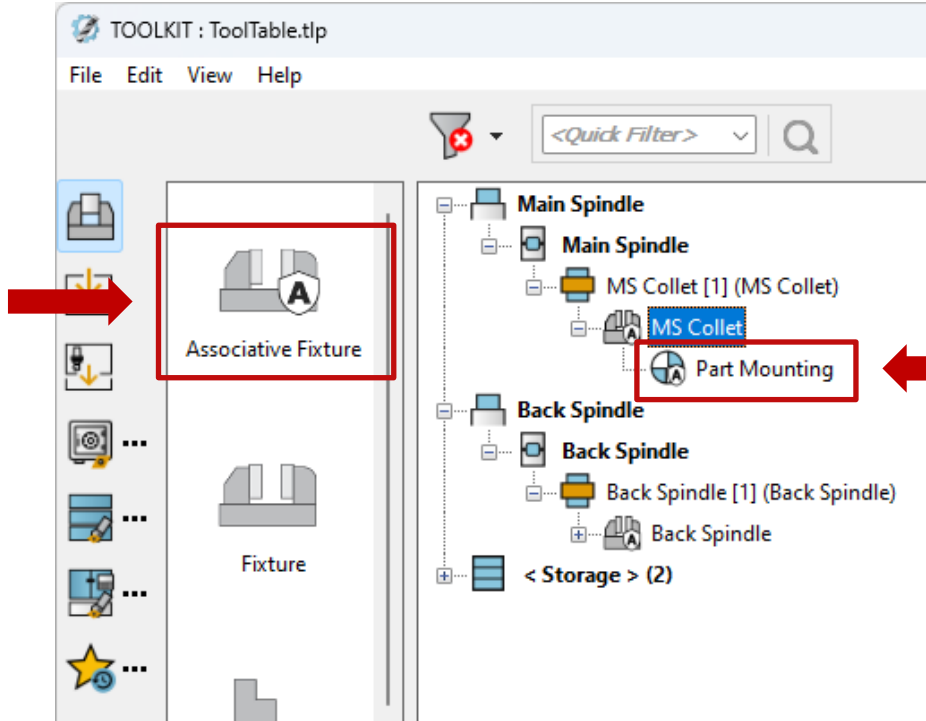 TOOLKIT : ToolTable.tlp
File Edit View Help
<Quick Filter>
Associative Fixture
Fixture
Main Spindle
Main Spindle
MS Collet [1] (MS Collet)
MS Collet
Part Mounting
Back Spindle
Back Spindle
Back Spindle [1] (Back Spindle)
Back Spindle
< Storage > (2)